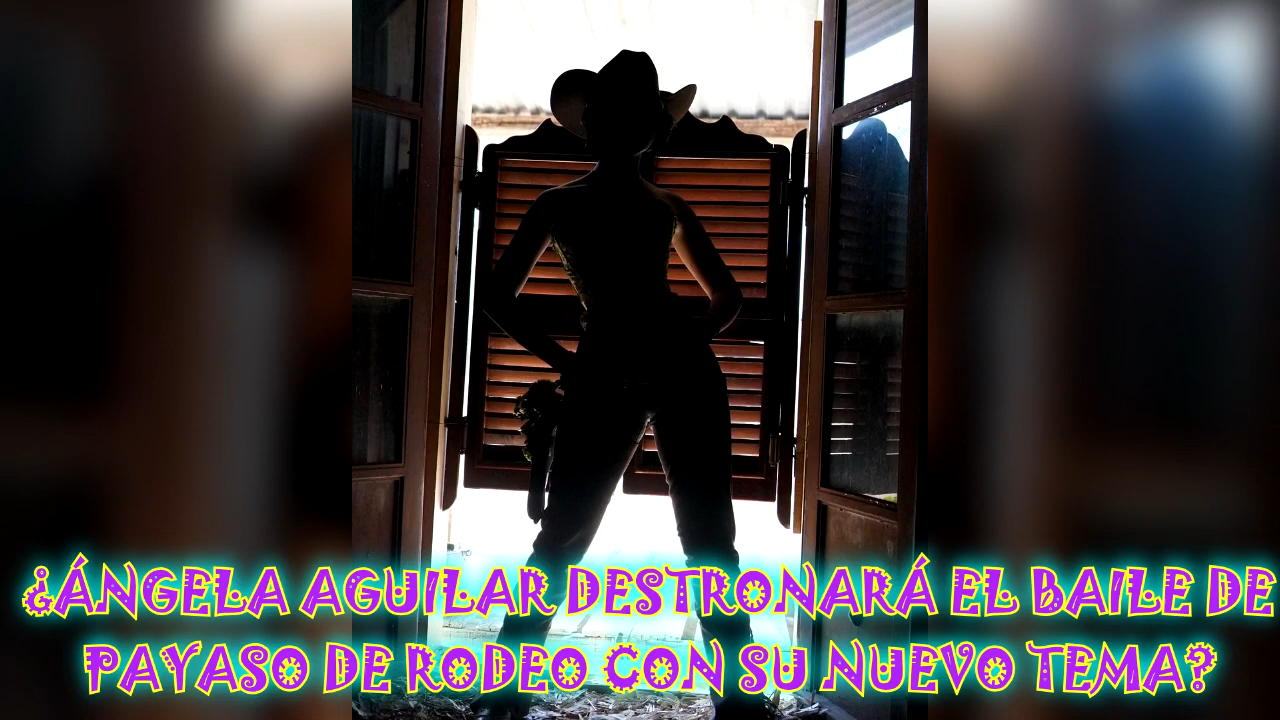 ¿ÁNGELA AGUILAR DESTRONARÁ EL BAILE DE
PAYASO DE RODEO CON SU NUEVO TEMA?